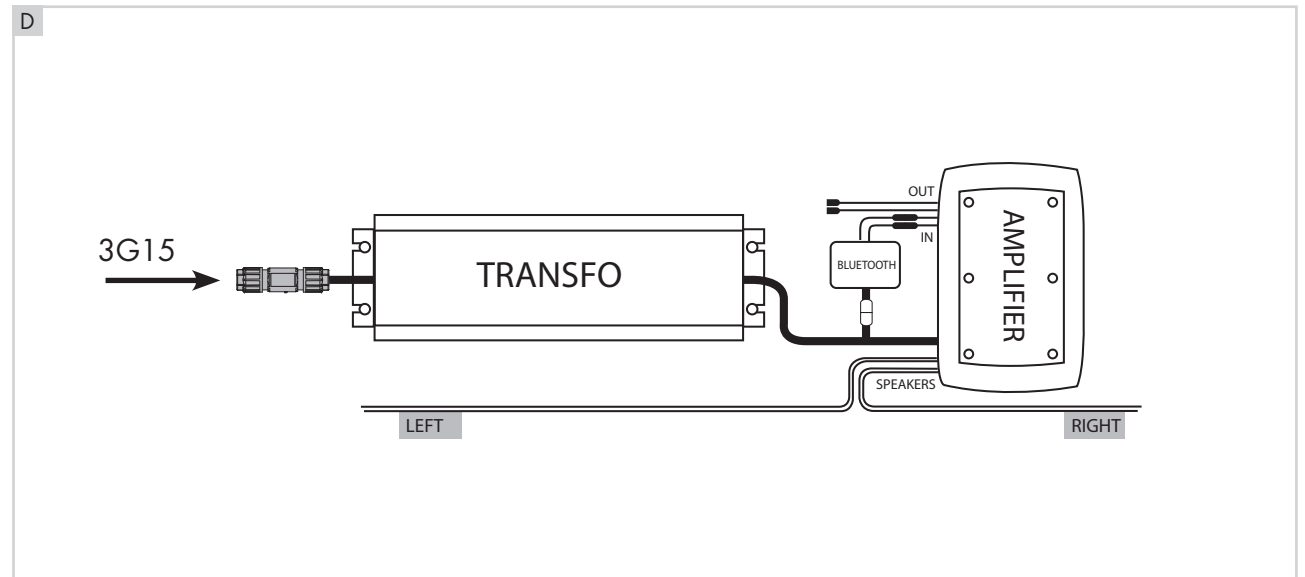 D
3G15
TRANSFO
OUT
IN
BLUETOOTH
AMPLIFIER
SPEAKERS
LEFT
RIGHT